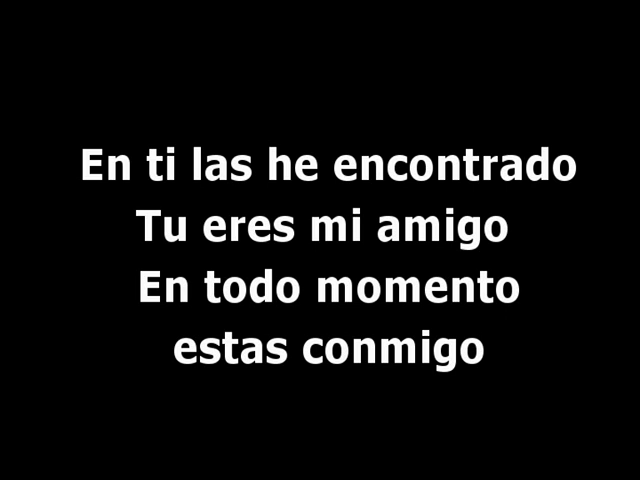 En ti las he encontrado
Tu eres mi amigo
En todo momento
estas conmigo